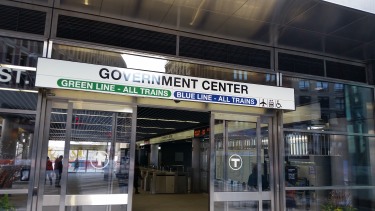 GOVERNMENT CENTER
GREEN LINE - ALL TRAINS BLUE LINE - ALL TRAINS
ST.
T
T